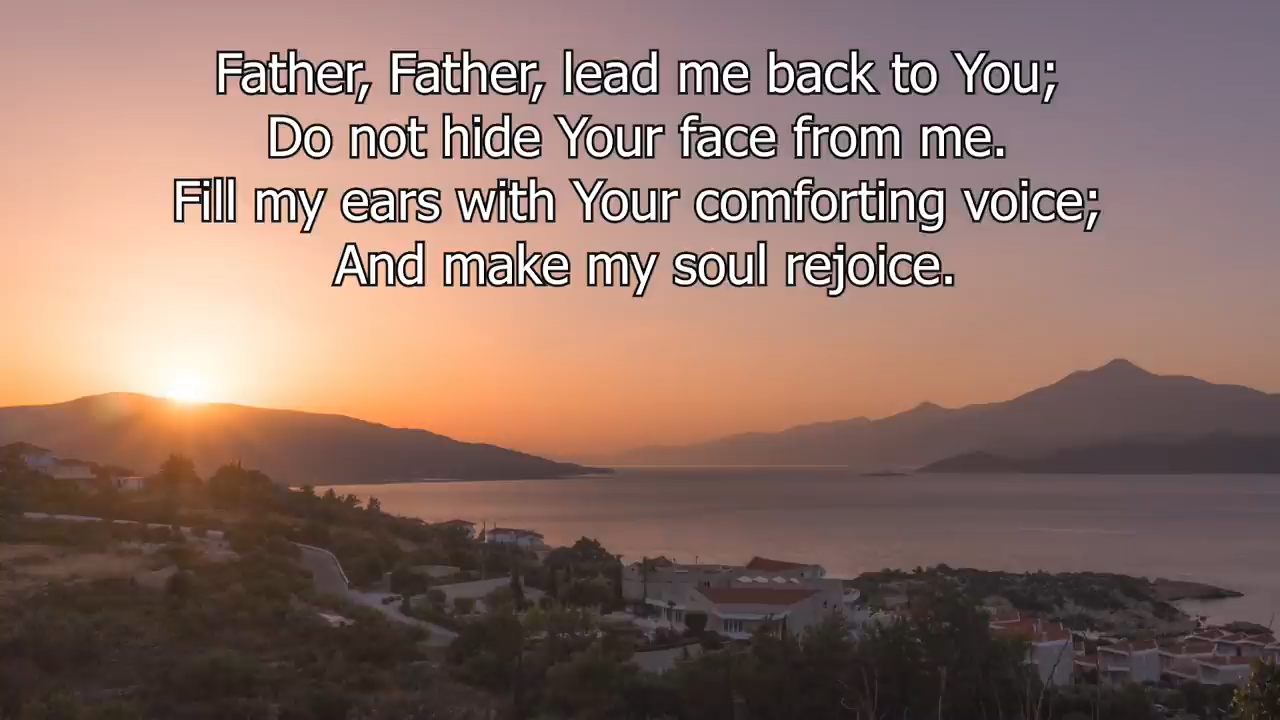 Father, Father, lead me back to You;
Do not hide Your face from me.
Fill my ears with Your comforting voice;
And make my soul rejoice.